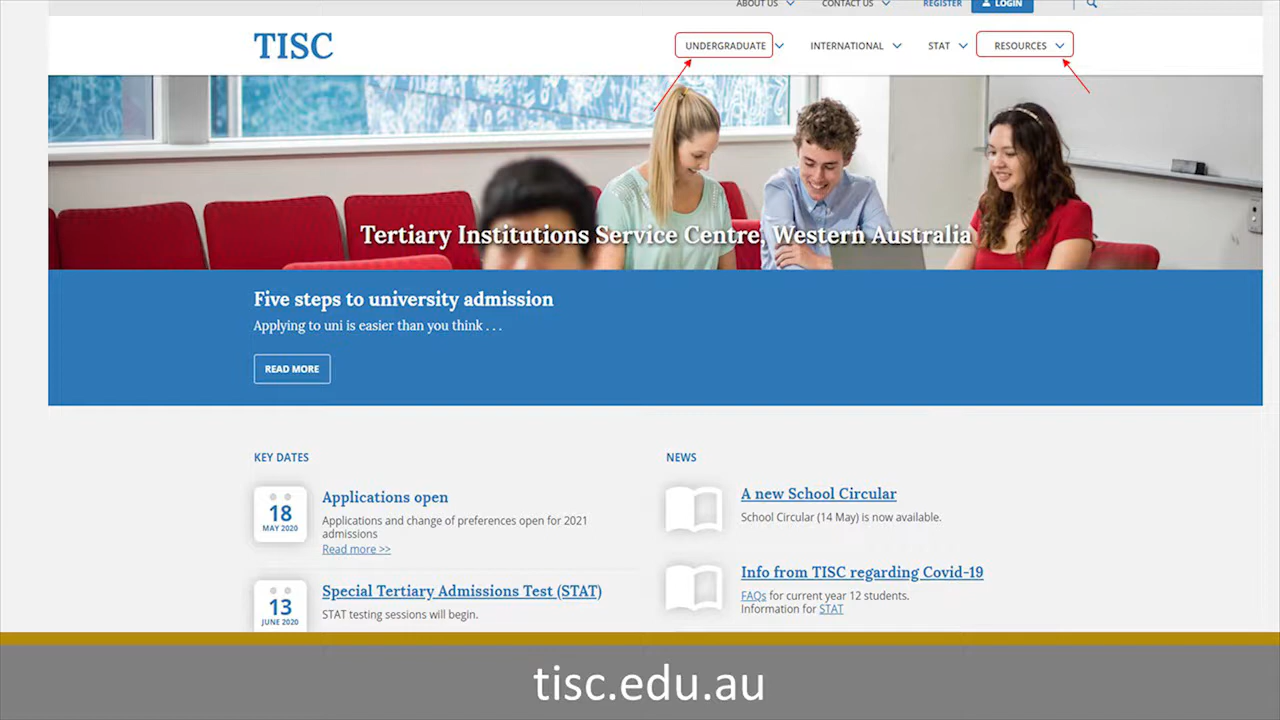 ABOUT US
CONTACT US
REGISTER
LOGIN
TISC
UNDERGRADUATE
INTERNATIONAL
STAT
RESOURCES
Tertiary Institutions Service Centre, Western Australia
Five steps to university admission
Applying to uni is easier than you think . . .
READ MORE
KEY DATES
18
MAY 2020
Applications open
Applications and change of preferences open for 2021
admissions
Read more >>
13
JUNE 2020
Special Tertiary Admissions Test (STAT)
STAT testing sessions will begin.
NEWS
A new School Circular
School Circular (14 May) is now available.
Info from TISC regarding Covid-19
FAQs for current year 12 students.
Information for STAT
tisc.edu.au